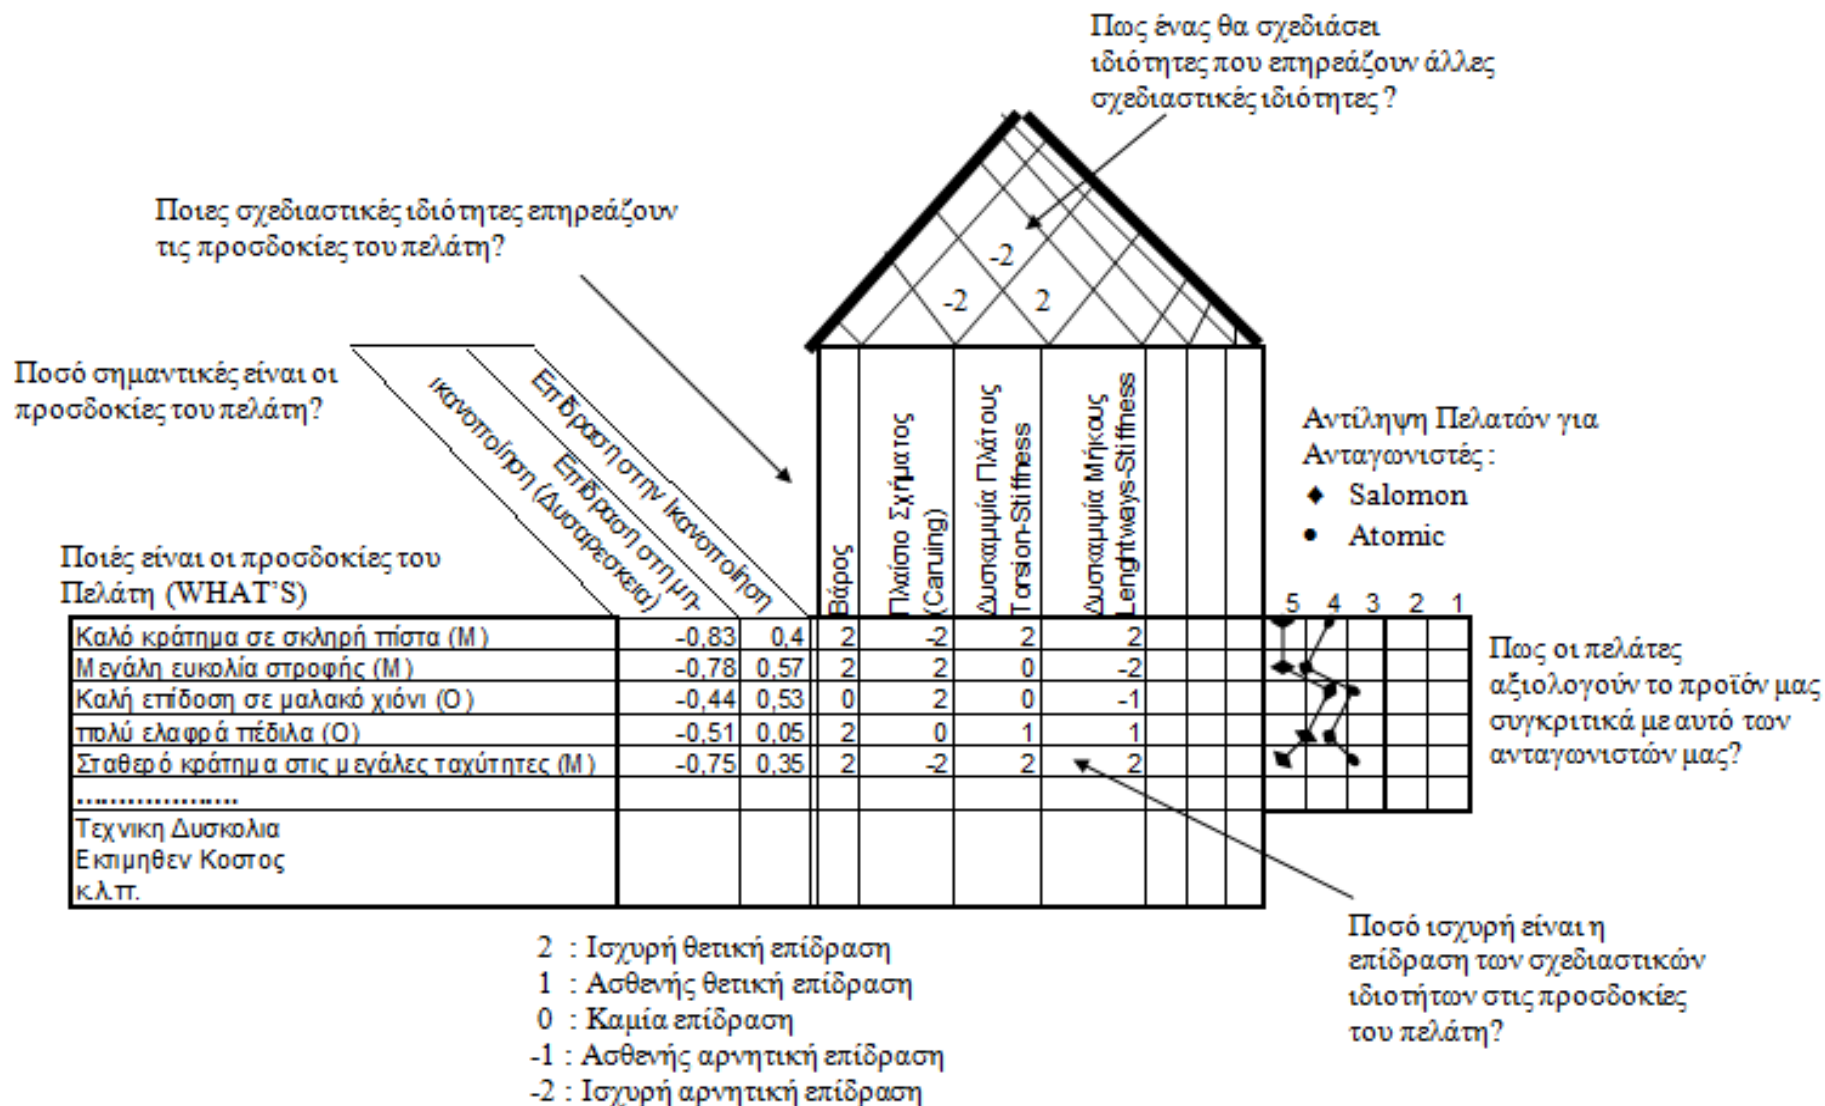 Πως ένας θα σχεδιάσει
ιδιότητες που επηρεάζουν άλλες
σχεδιαστικές ιδιότητες ?
Ποιες σχεδιαστικές ιδιότητες επηρεάζουν
τις προσδοκίες του πελάτη?
-2
-2 2
Ποσό σημαντικές είναι οι
προσδοκίες του πελάτη?
Επίδραση στην Ικανοποίηση
Επίδραση στη μη-
ικανοποίηση (Δυσαρεσκεία)
Βάρος
Πλαίσιο Σχήματος
(Caruing)
Δυσκαμμία Πλάτους
Torsion-Stiffness
Δυσκαμμία Μήκους
Lenghtways-Stiffness
Αντίληψη Πελατών για
Ανταγωνιστές :
Salomon
Atomic
Ποιές είναι οι προσδοκίες του
Πελάτη (WHAT'S)
5 4 3 2 1
Καλό κράτημα σε σκληρή πίστα (Μ) -0,83 0,4 2 -2 2 2
Μεγάλη ευκολία στροφής (Μ) -0,78 0,57 2 2 0 -2
Καλή επίδοση σε μαλακό χιόνι (Ο) -0,44 0,53 0 2 0 -1
πολύ ελαφρά πέδιλα (Ο) -0,51 0,05 2 0 1 1
Σταθερό κράτημα στις μεγάλες ταχύτητες (Μ) -0,75 0,35 2 -2 2 2
...................
Τεχνικη Δυσκολια
Εκτιμηθεν Κοστος
κ.λ.π.
Πως οι πελάτες
αξιολογούν το προϊόν μας
συγκριτικά με αυτό των
ανταγωνιστών μας?
Ποσό ισχυρή είναι η
επίδραση των σχεδιαστικών
ιδιοτήτων στις προσδοκίες
του πελάτη?
2 : Ισχυρή θετική επίδραση
1 : Ασθενής θετική επίδραση
0 : Καμία επίδραση
-1 : Ασθενής αρνητική επίδραση
-2 : Ισχυρή αρνητική επίδραση